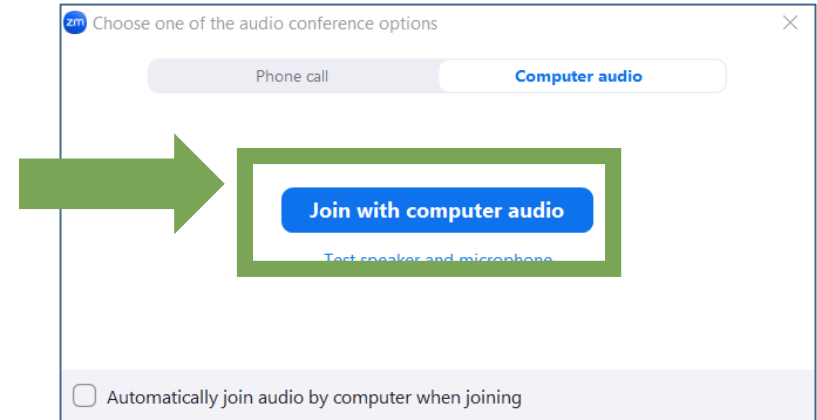 zm Choose one of the audio conference options
Phone call Computer audio
Join with computer audio
Test speaker and microphone
Automatically join audio by computer when joining